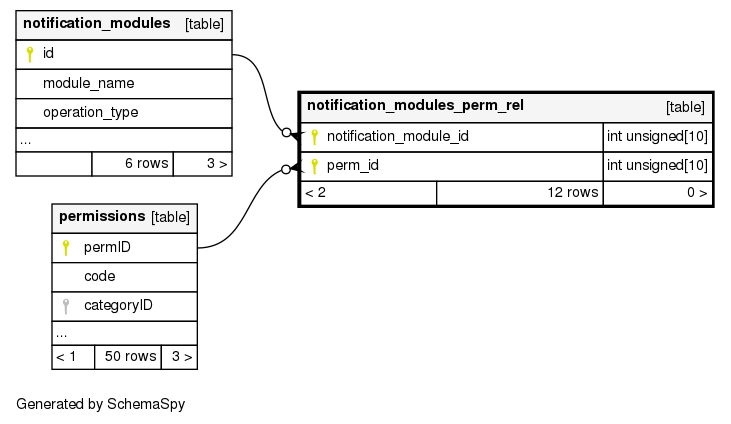 notification_modules [table]
id
module_name
operation_type
...
6 rows 3 >
notification_modules_perm_rel [table]
notification_module_id int unsigned[10]
perm_id int unsigned[10]
< 2 12 rows 0 >
permissions [table]
permID
code
categoryID
...
< 1 50 rows 3 >
Generated by SchemaSpy